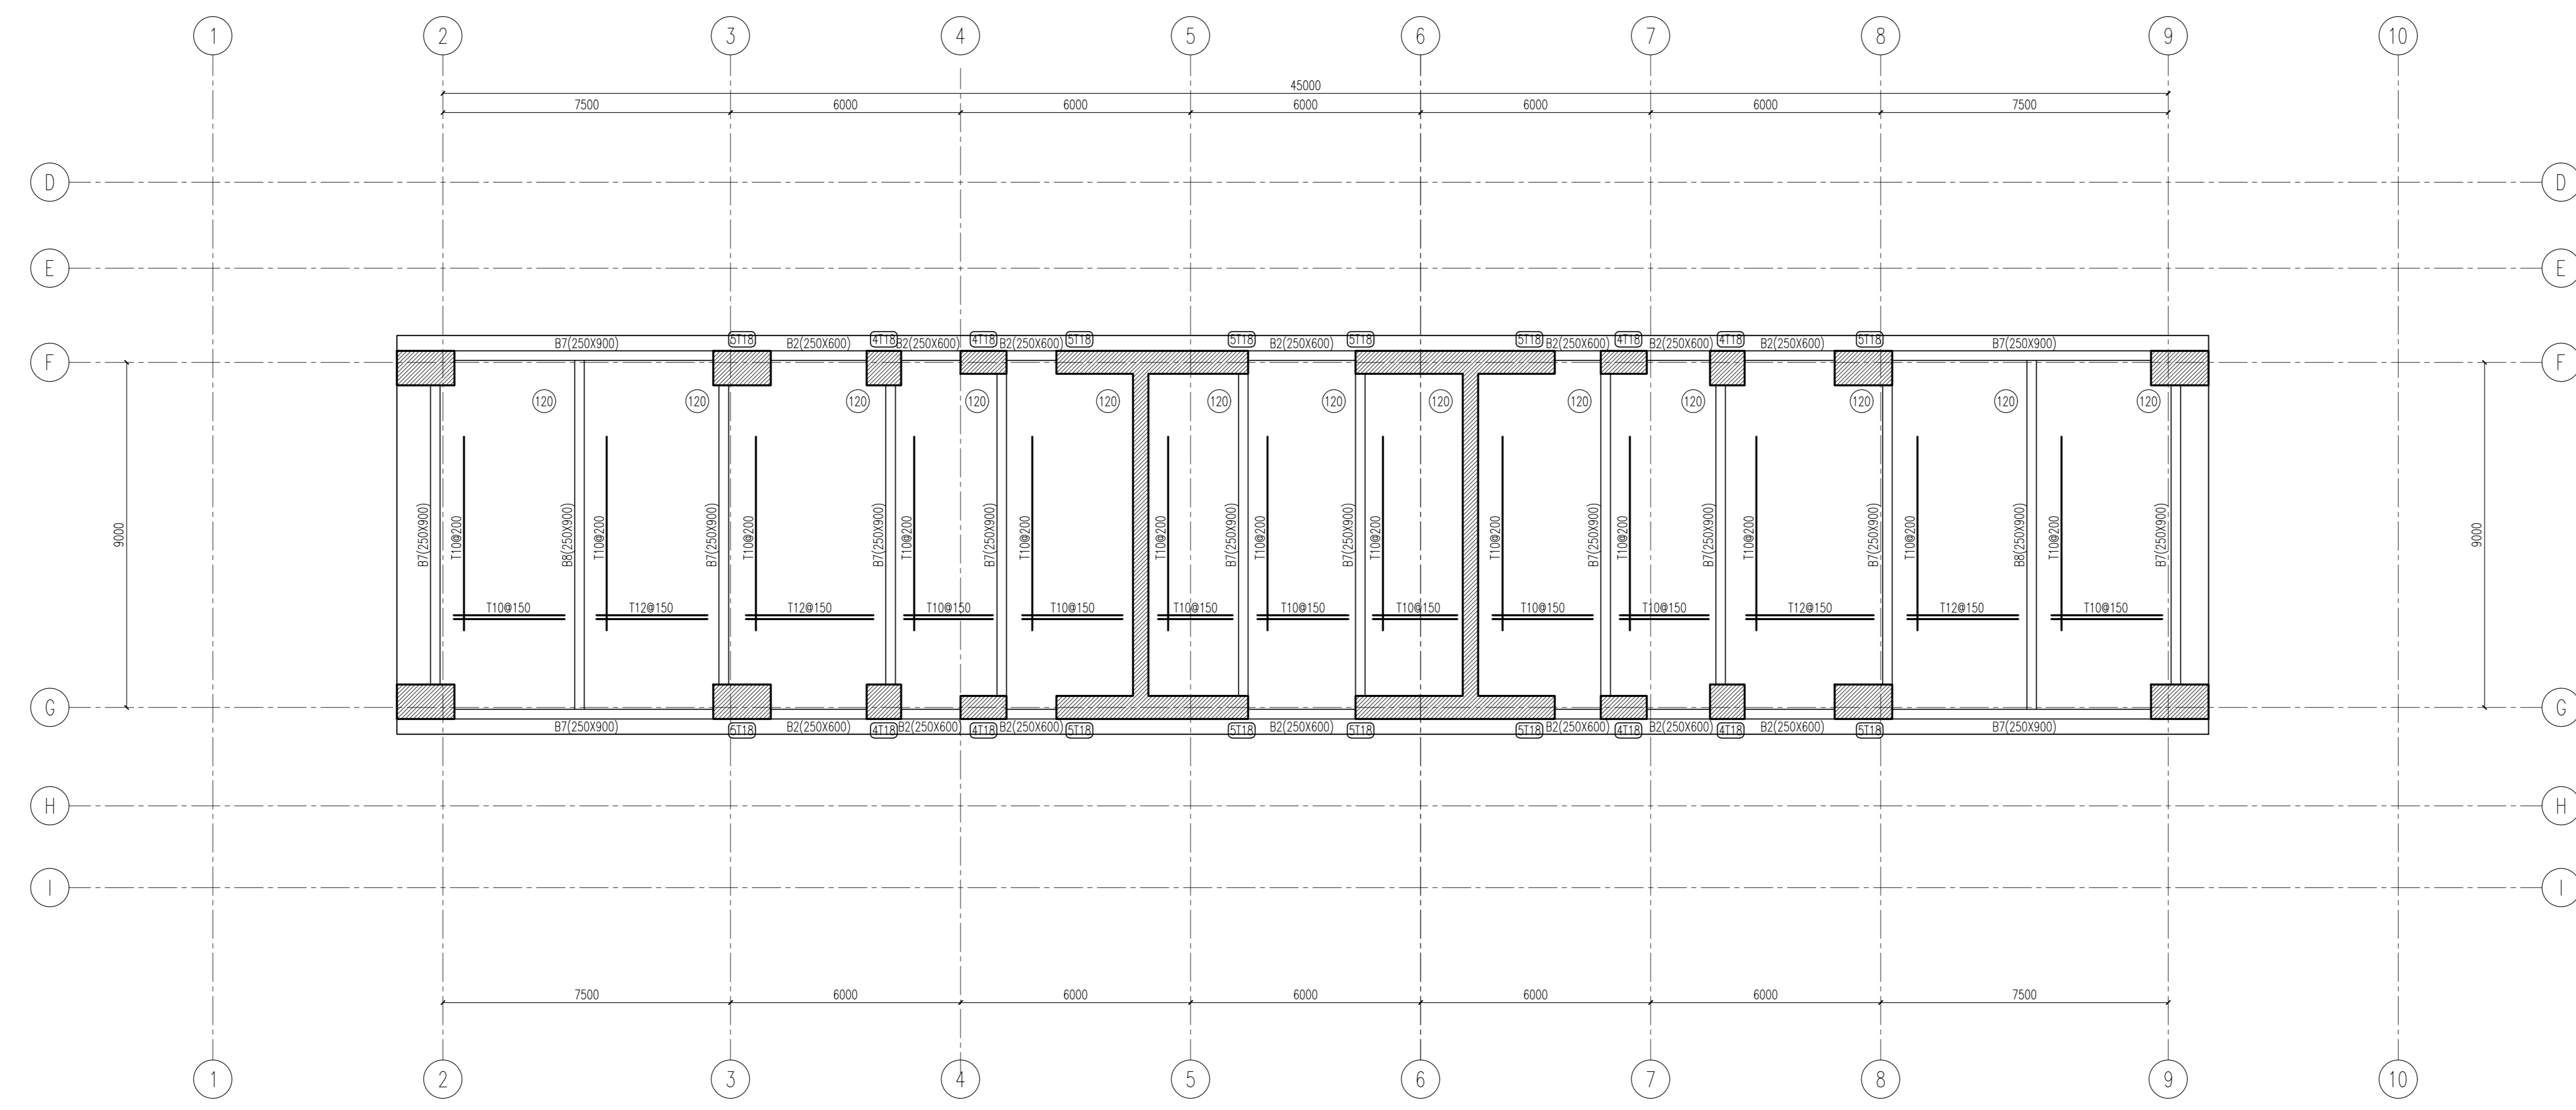 1 2 3 4 5 6 7 8 9 10
45000
7500 6000 6000 6000 6000 6000 7500
D D
E E
5T18 4T18 4T18 5T18 5T18 5T18 5T18 4T18 4T18 5T18
B7(250X900) B2(250X600) B2(250X600) B2(250X600) B2(250X600) B2(250X600) B2(250X600) B2(250X600) B7(250X900)
F F
120 120 120 120 120 120 120 120 120 120 120 120 120
9000 B7(250X900) T10@200 B8(250X900) T10@200 B7(250X900) T10@200 B7(250X900) T10@200 B7(250X900) T10@200 T10@200 B7(250X900) T10@200 B7(250X900) T10@200 T10@200 B7(250X900) T10@200 B7(250X900) T10@200 B7(250X900) T10@200 B8(250X900) T10@200 B7(250X900) 9000
T10@150 T12@150 T12@150 T10@150 T10@150 T10@150 T10@150 T10@150 T10@150 T10@150 T12@150 T12@150 T10@150
G G
B7(250X900) B2(250X600) B2(250X600) B2(250X600) B2(250X600) B2(250X600) B2(250X600) B2(250X600) B7(250X900)
5T18 4T18 4T18 5T18 5T18 5T18 5T18 4T18 4T18 5T18
H H
I I
7500 6000 6000 6000 6000 6000 7500
1 2 3 4 5 6 7 8 9 10